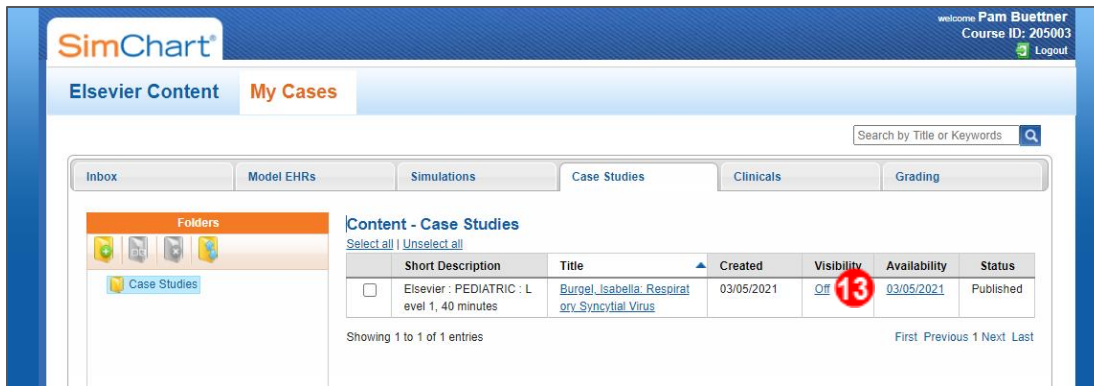 welcome Pam Buettner
Course ID: 205003
Logout
SimChart®
Elsevier Content My Cases
Search by Title or Keywords
Inbox Model EHRs Simulations Case Studies Clinicals Grading
Folders
Case Studies
Content - Case Studies
Select all | Unselect all
Short Description Title Created Visibility Availability Status
Elsevier : PEDIATRIC : L Burgel, Isabella: Respirat 03/05/2021 Off 13 03/05/2021 Published
evel 1, 40 minutes ory Syncytial Virus
Showing 1 to 1 of 1 entries First Previous 1 Next Last